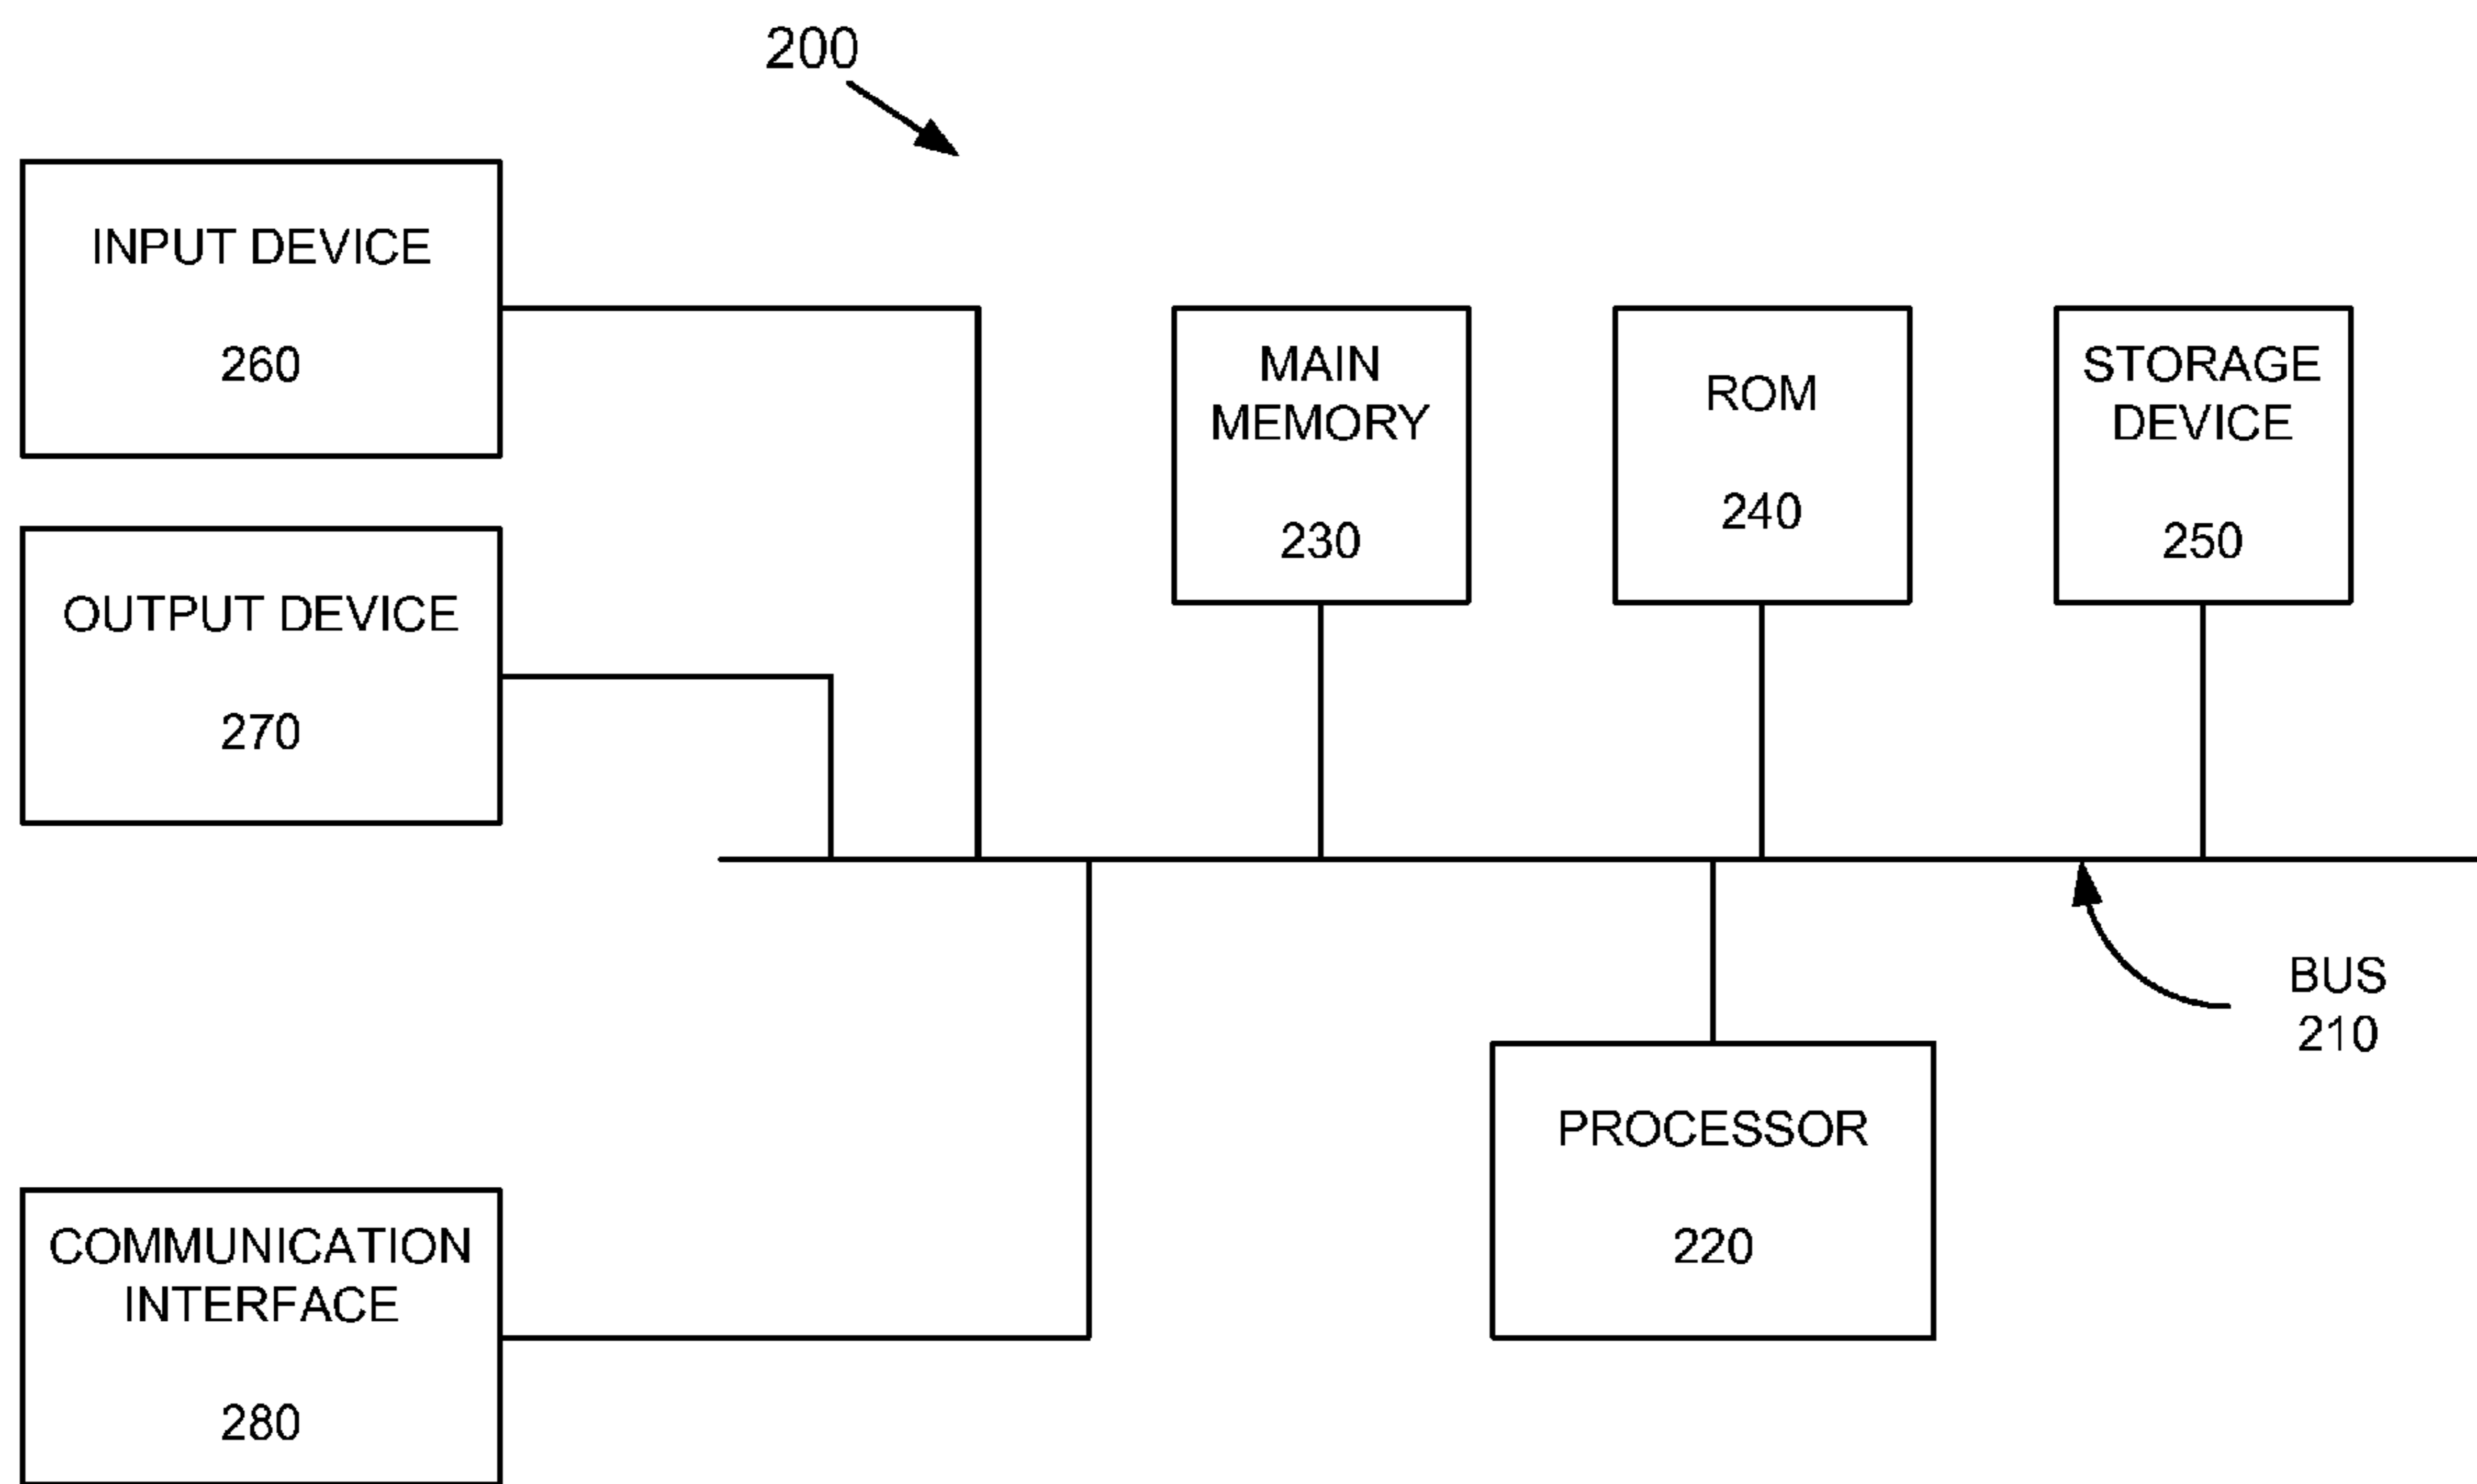 200
INPUT DEVICE
260
MAIN
MEMORY
230
ROM
240
STORAGE
DEVICE
250
OUTPUT DEVICE
270
BUS
210
PROCESSOR
220
COMMUNICATION
INTERFACE
280